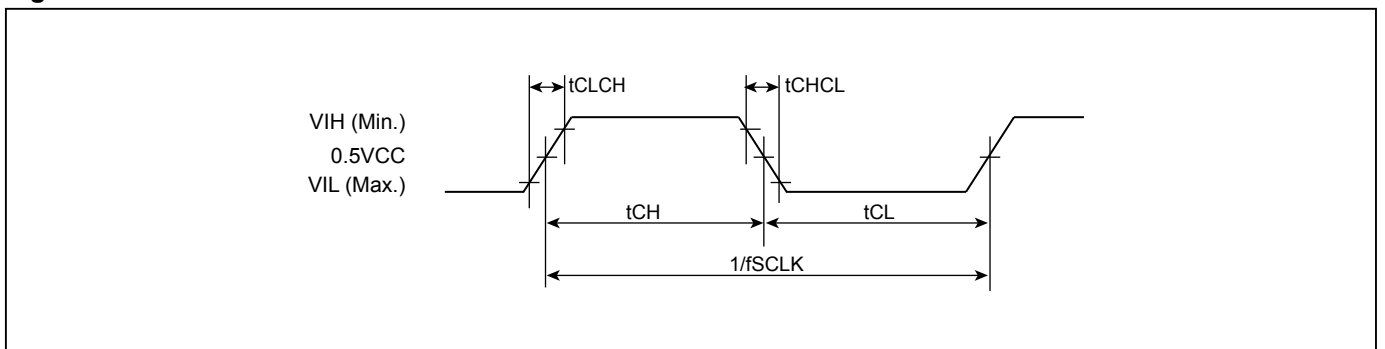 tCLCH
tCHCL
VIH (Min.)
0.5VCC
VIL (Max.)
tCH
tCL
1/fSCLK